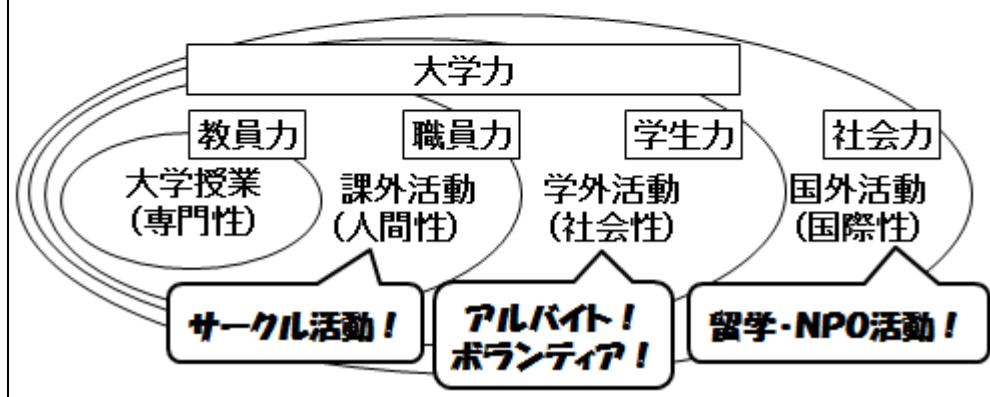 大学力
教員力
職員力
学生力
社会力
大学授業
(専門性)
課外活動
(人間性)
学外活動
(社会性)
国外活動
(国際性)
サークル活動！
アルバイト！
ボランティア！
留学・NPO活動！